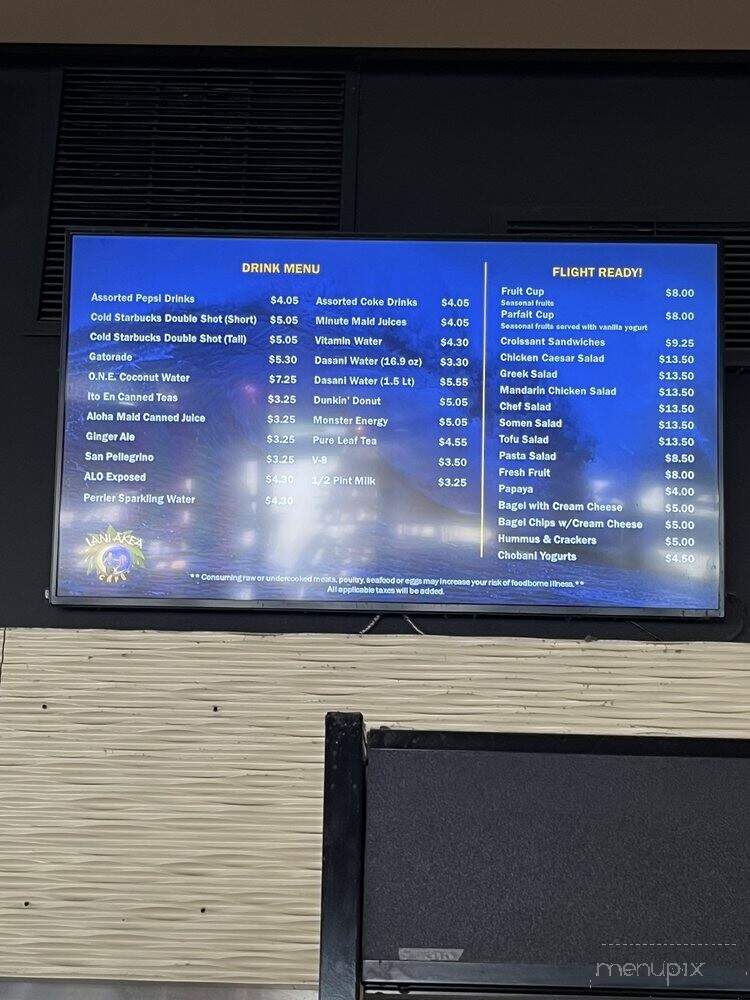 DRINK MENU
Assorted Pepsi Drinks $4.05
Cold Starbucks Double Shot (Short) $5.05
Cold Starbucks Double Shot (Tall) $5.05
Gatorade $5.30
O.N.E. Coconut Water $7.25
Ito En Canned Teas $3.25
Aloha Maid Canned Juice $3.25
Ginger Ale $3.25
San Pellegrino $3.25
ALO Exposed $4.30
Perrier Sparkling Water $4.30
Assorted Coke Drinks $4.05
Minute Maid Juices $4.05
Vitamin Water $4.30
Dasani Water (16.9 oz) $3.30
Dasani Water (1.5 Lt) $5.55
Dunkin' Donut $5.05
Monster Energy $5.05
Pure Leaf Tea $4.55
V-8 $3.50
1/2 Pint Milk $3.25
FLIGHT READY!
Fruit Cup $8.00
Seasonal fruits
Parfait Cup $8.00
Seasonal fruits served with vanilla yogurt
Croissant Sandwiches $9.25
Chicken Caesar Salad $13.50
Greek Salad $13.50
Mandarin Chicken Salad $13.50
Chef Salad $13.50
Somen Salad $13.50
Tofu Salad $13.50
Pasta Salad $8.50
Fresh Fruit $8.00
Papaya $4.00
Bagel with Cream Cheese $5.00
Bagel Chips w/Cream Cheese $5.00
Hummus & Crackers $5.00
Chobani Yogurts $4.50
LANI AKEA
CAFE
**Consuming raw or undercooked meats, poultry, seafood or eggs may increase your risk of foodborne illness.**
All applicable taxes will be added.
menupix